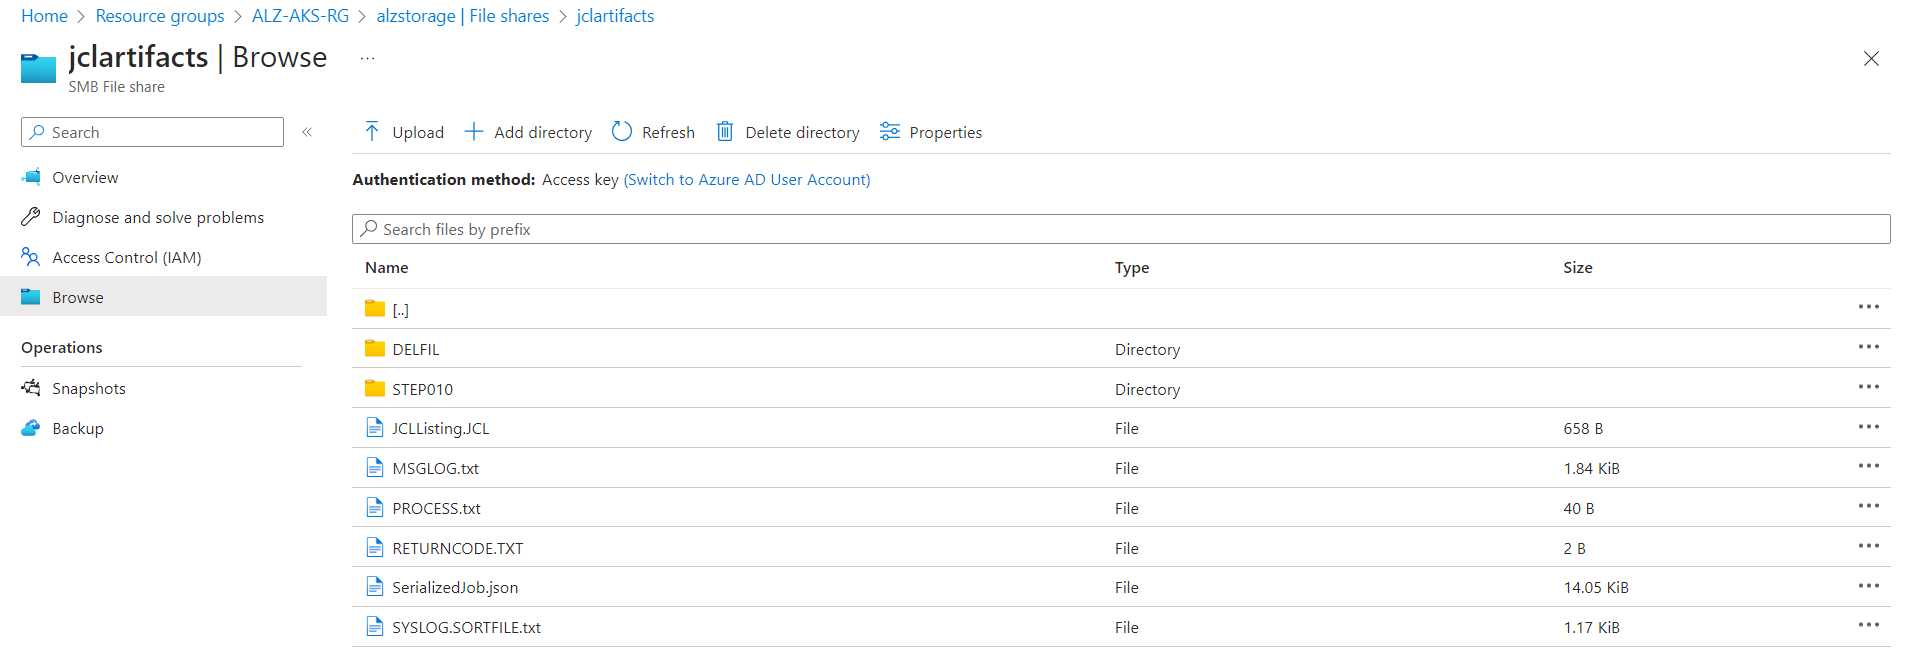 Home > Resource groups > ALZ-AKS-RG > alzstorage | File shares > jclartifacts
jclartifacts | Browse ...
SMB File share
Search «
Upload Add directory Refresh Delete directory Properties
Overview
Diagnose and solve problems
Access Control (IAM)
Browse
Operations
Snapshots
Backup
Authentication method: Access key (Switch to Azure AD User Account)
Search files by prefix
Name Type Size
[..]
DELFIL Directory
STEP010 Directory
JCLListing.JCL File 658 B
MSGLOG.txt File 1.84 KiB
PROCESS.txt File 40 B
RETURNCODE.TXT File 2 B
SerializedJob.json File 14.05 KiB
SYSLOG.SORTFILE.txt File 1.17 KiB